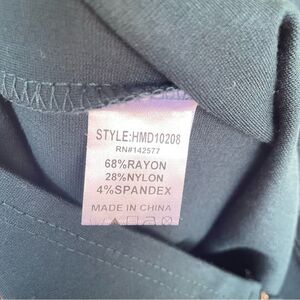 STYLE:HMD10208
RN#142577
68%RAYON
28%NYLON
4%SPANDEX
MADE IN CHINA